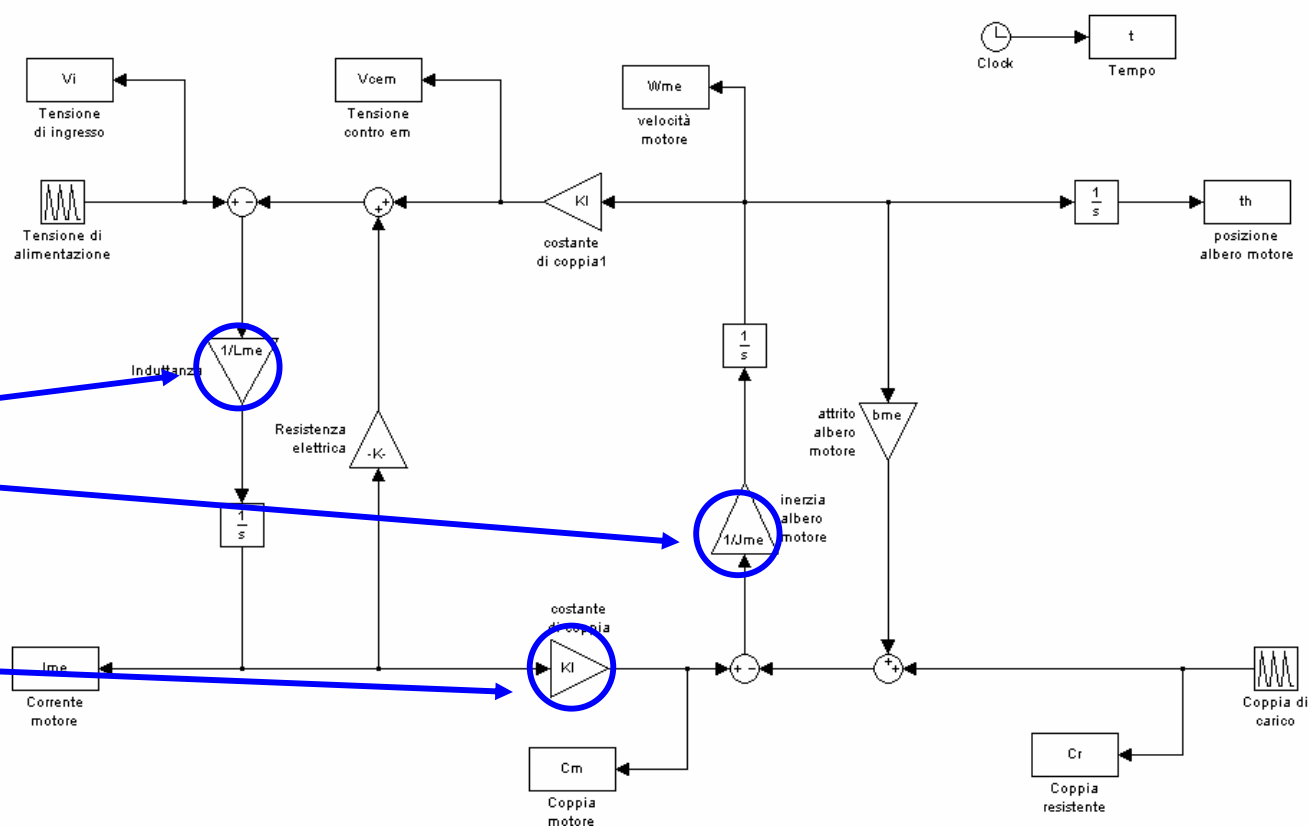 Clock
t
Tempo
Vi
Tensione
di ingresso
Vcem
Tensione
contro em
Wme
velocità
motore
Tensione di
alimentazione
+ -
+
+
KI
costante
di coppia1
1
s
th
posizione
albero motore
Induttanza
1/Lme
Resistenza
elettrica
-K-
1
s
attrito
albero
motore
bme
1
s
inerzia
albero
motore
1/Jme
costante
di coppia
KI
Ime
Corrente
motore
+ -
+
+
Coppia di
carico
Cm
Coppia
motore
Cr
Coppia
resistente